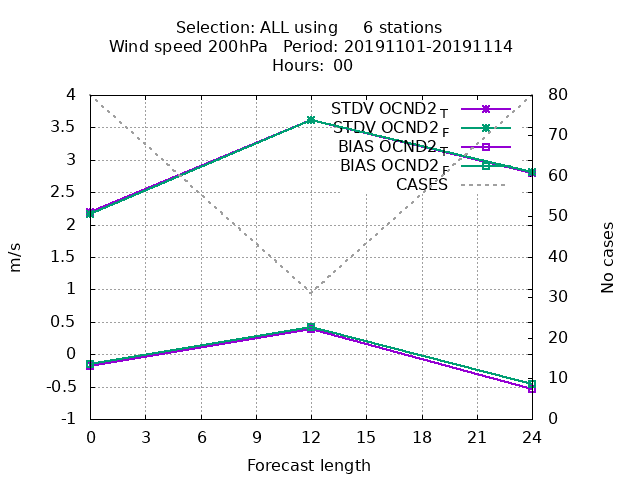 Selection: ALL using     6 stations
Wind speed 200hPa   Period: 20191101-20191114
Hours:  00
STDV OCND2_T
STDV OCND2_F
BIAS OCND2_T
BIAS OCND2_F
CASES
m/s
4
3.5
3
2.5
2
1.5
1
0.5
0
-0.5
-1
No cases
80
70
60
50
40
30
20
10
0
0 3 6 9 12 15 18 21 24
Forecast length